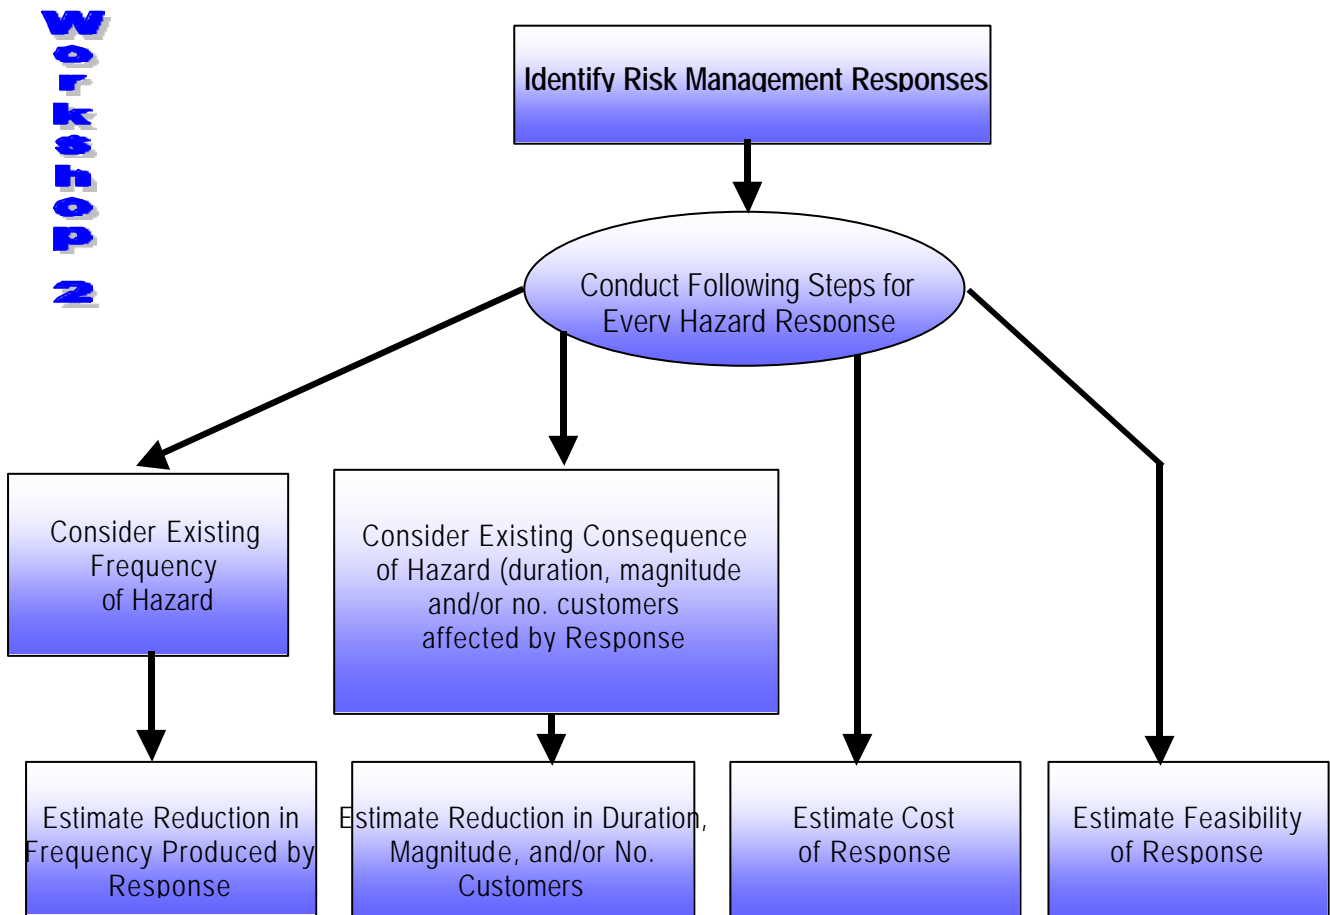 Workshop 2
Identify Risk Management Responses
Conduct Following Steps for
Every Hazard Response
Consider Existing
Frequency
of Hazard
Consider Existing Consequence
of Hazard (duration, magnitude
and/or no. customers
affected by Response
Estimate Reduction in
Frequency Produced by
Response
Estimate Reduction in Duration,
Magnitude, and/or No.
Customers
Estimate Cost
of Response
Estimate Feasibility
of Response